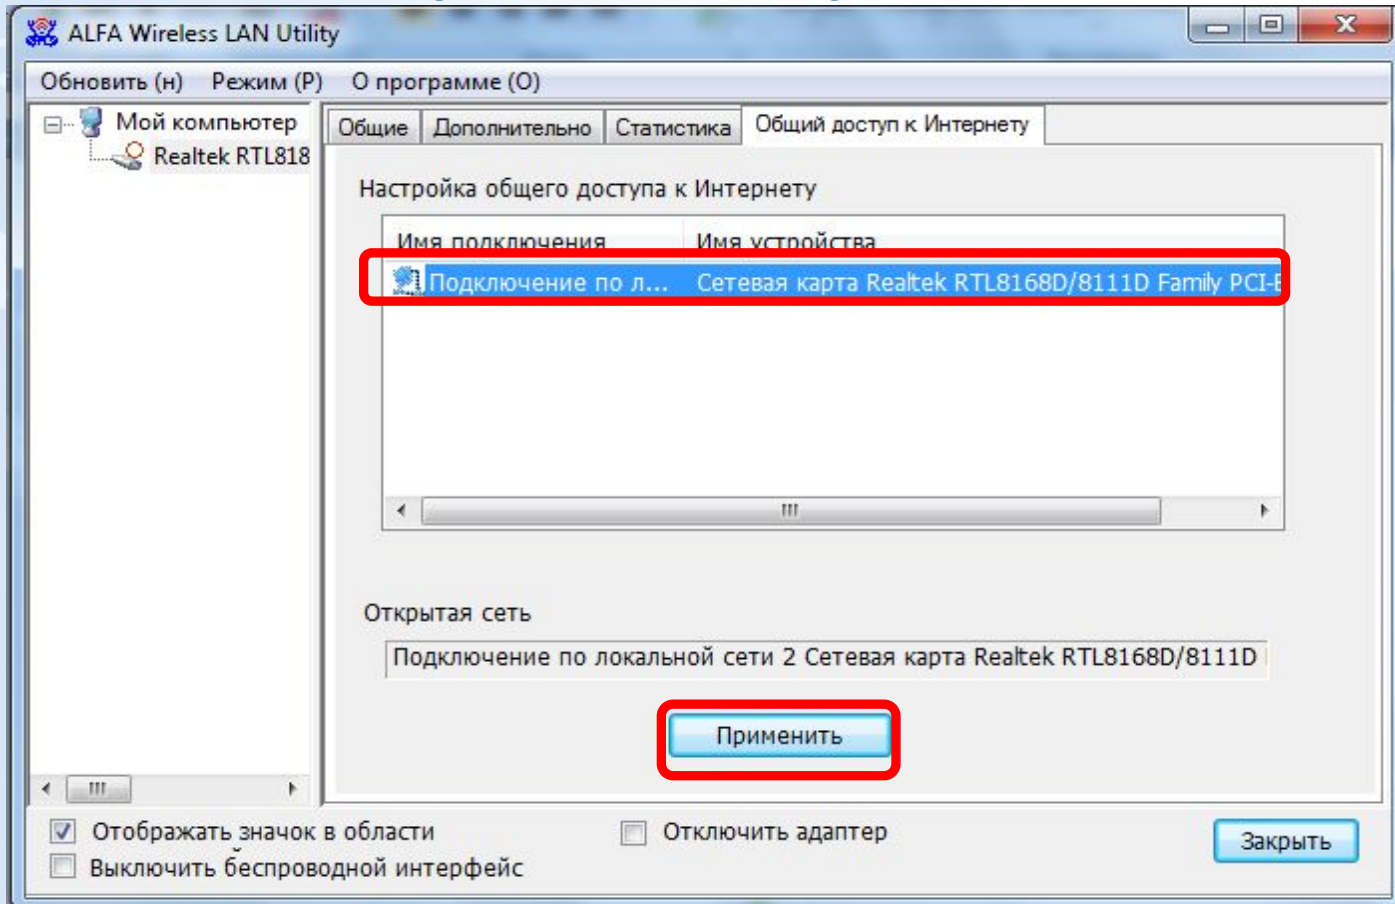 ALFA Wireless LAN Utility
Обновить (н) Режим (Р) О программе (О)
Мой компьютер
Realtek RTL818
Общие Дополнительно Статистика Общий доступ к Интернету
Настройка общего доступа к Интернету
Имя подключения Имя устройства
Подключение по л... Сетевая карта Realtek RTL8168D/8111D Family PCI-E
Открытая сеть
Подключение по локальной сети 2 Сетевая карта Realtek RTL8168D/8111D
Применить
Отображать значок в области
Отключить адаптер
Выключить беспроводной интерфейс
Закрыть